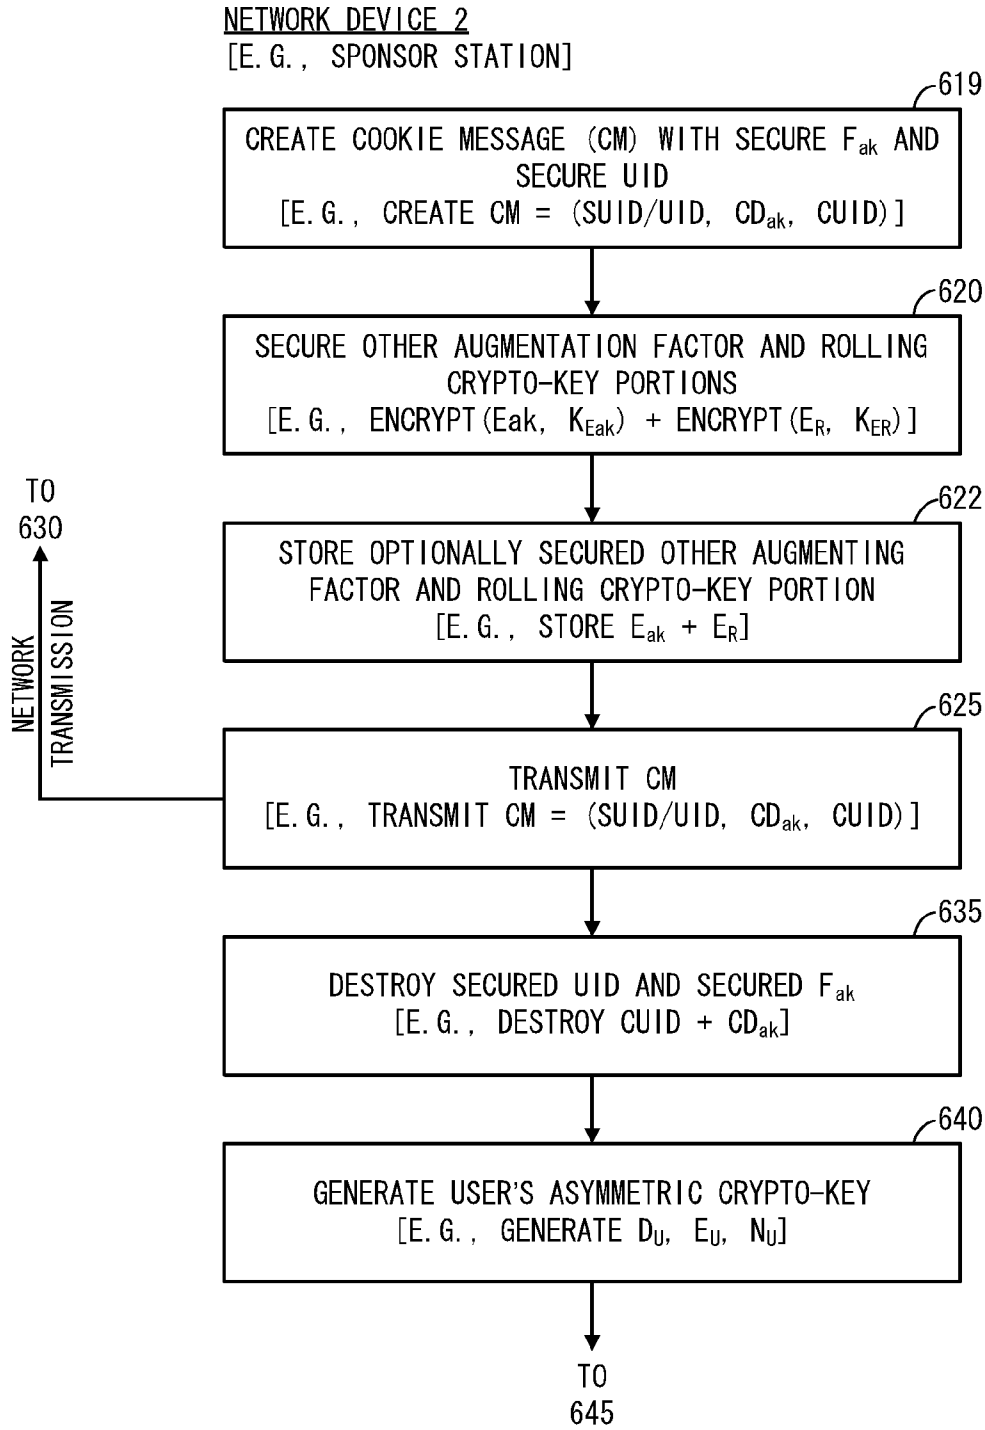 NETWORK DEVICE 2
[E.G., SPONSOR STATION]
619
CREATE COOKIE MESSAGE (CM) WITH SECURE Fak AND
SECURE UID
[E.G., CREATE CM = (SUID/UID, CDak, CUID)]
620
SECURE OTHER AUGMENTATION FACTOR AND ROLLING
CRYPTO-KEY PORTIONS
[E.G., ENCRYPT(Eak, KEak) + ENCRYPT(ER, KER)]
622
STORE OPTIONALLY SECURED OTHER AUGMENTING
FACTOR AND ROLLING CRYPTO-KEY PORTION
[E.G., STORE Eak + ER]
TO
630
NETWORK
TRANSMISSION
625
TRANSMIT CM
[E.G., TRANSMIT CM = (SUID/UID, CDak, CUID)]
635
DESTROY SECURED UID AND SECURED Fak
[E.G., DESTROY CUID + CDak]
640
GENERATE USER'S ASYMMETRIC CRYPTO-KEY
[E.G., GENERATE DU, EU, NU]
TO
645